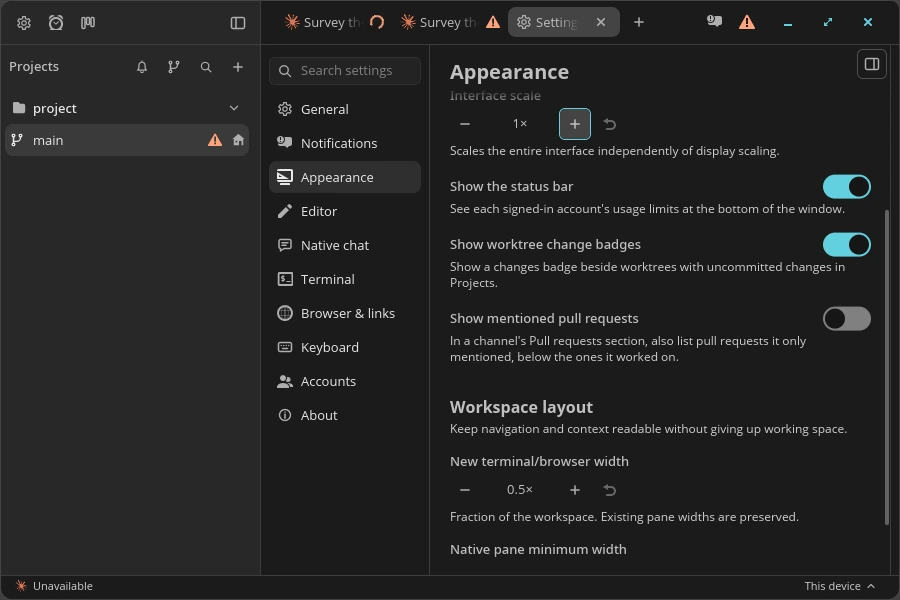 Survey th
Survey th
Setting
Projects
project
main
Search settings
General
Notifications
Appearance
Editor
Native chat
Terminal
Browser & links
Keyboard
Accounts
About
Appearance
Interface scale
1×
Scales the entire interface independently of display scaling.
Show the status bar
See each signed-in account's usage limits at the bottom of the window.
Show worktree change badges
Show a changes badge beside worktrees with uncommitted changes in
Projects.
Show mentioned pull requests
In a channel's Pull requests section, also list pull requests it only
mentioned, below the ones it worked on.
Workspace layout
Keep navigation and context readable without giving up working space.
New terminal/browser width
0.5×
Fraction of the workspace. Existing pane widths are preserved.
Native pane minimum width
Unavailable
This device